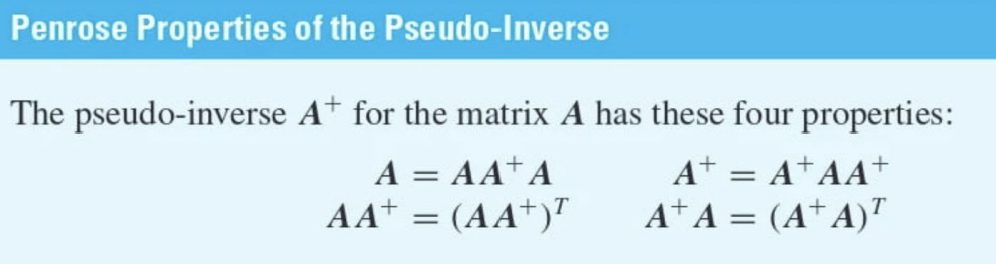 Penrose Properties of the Pseudo-Inverse
The pseudo-inverse A⁺ for the matrix A has these four properties:
A = AA⁺A A⁺ = A⁺AA⁺
AA⁺ = (AA⁺)ᵀ A⁺A = (A⁺A)ᵀ